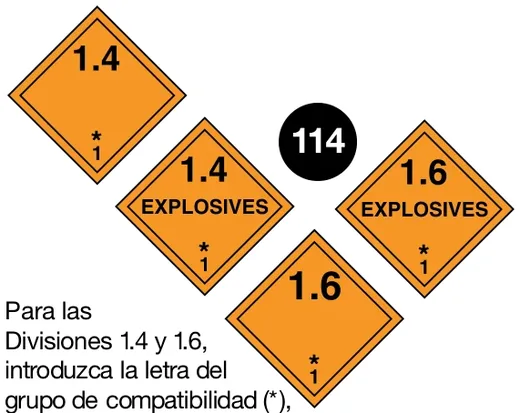 1.4
*
1
114
1.4
EXPLOSIVES
*
1
1.6
EXPLOSIVES
*
1
1.6
*
1
Para las
Divisiones 1.4 y 1.6,
introduzca la letra del
grupo de compatibilidad (*),